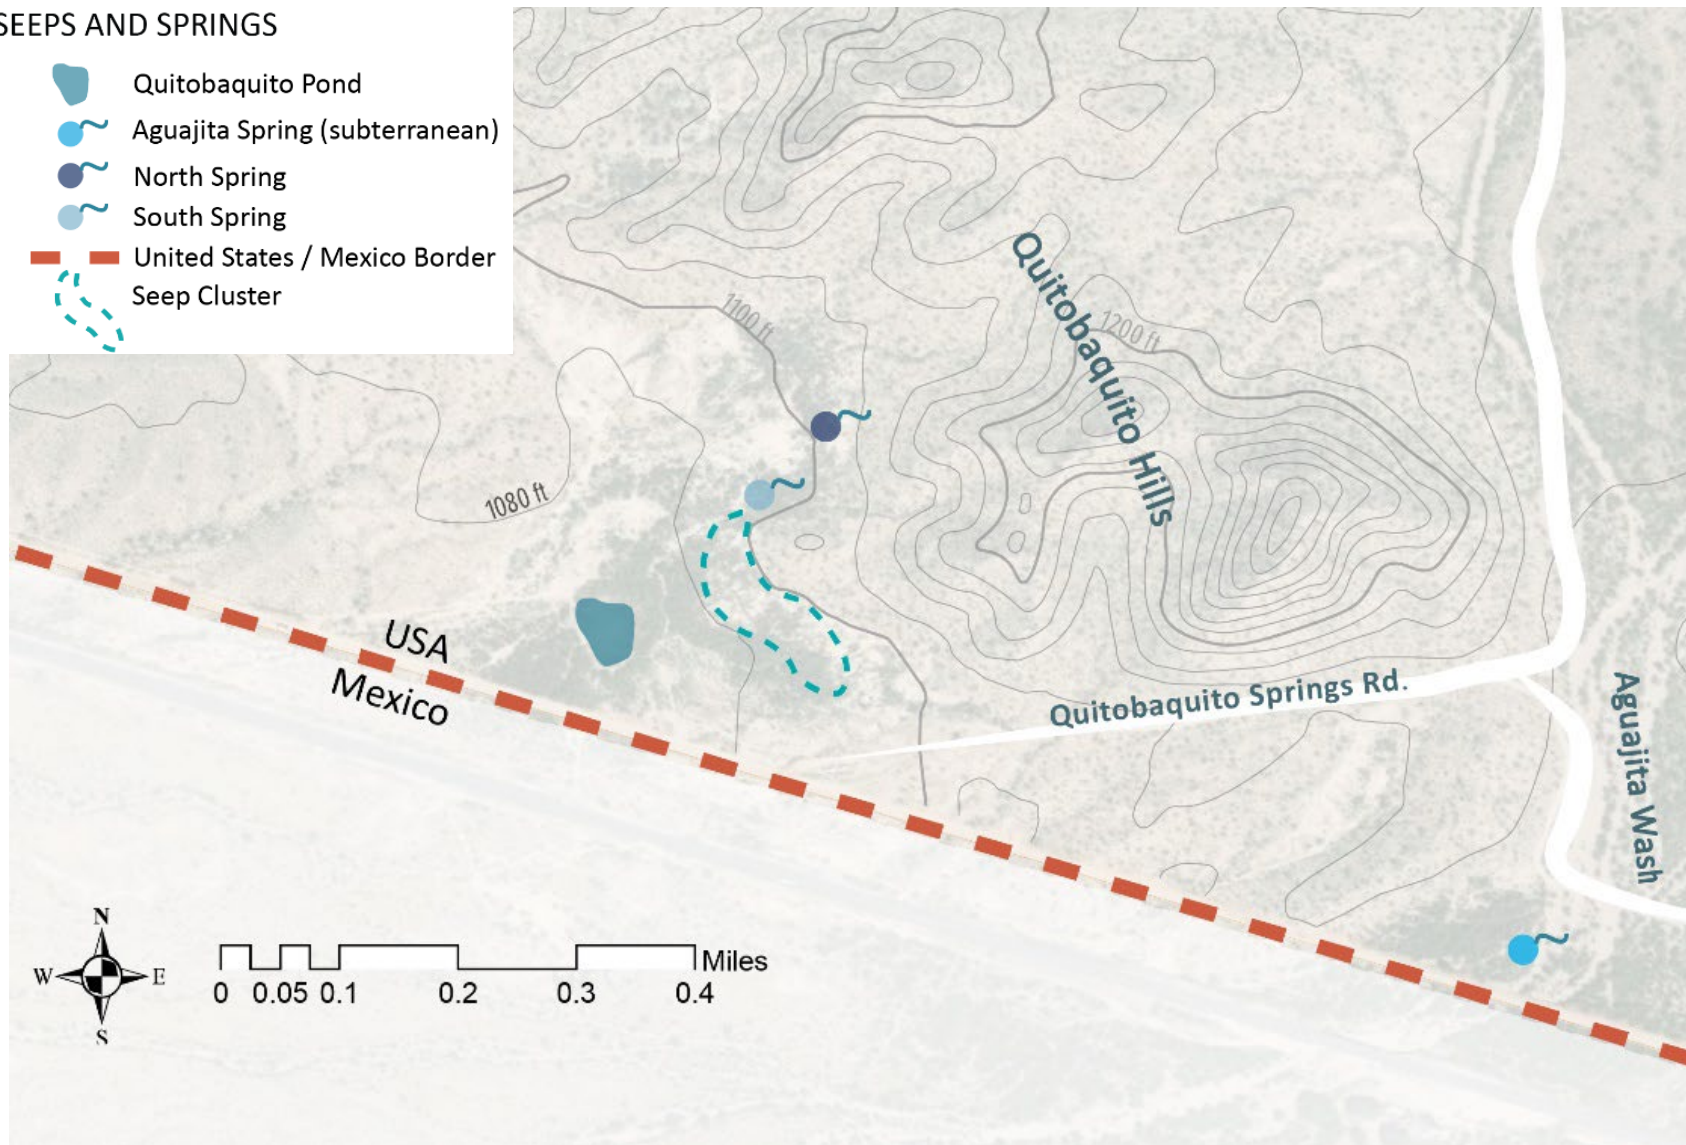 SEEPS AND SPRINGS
Quitobaquito Pond
Aguajita Spring (subterranean)
North Spring
South Spring
United States / Mexico Border
Seep Cluster
Quitobaquito Hills
1100 ft
1200 ft
1080 ft
USA
Mexico
Quitobaquito Springs Rd.
Aguajita Wash
N
W E
S
Miles
0 0.05 0.1 0.2 0.3 0.4